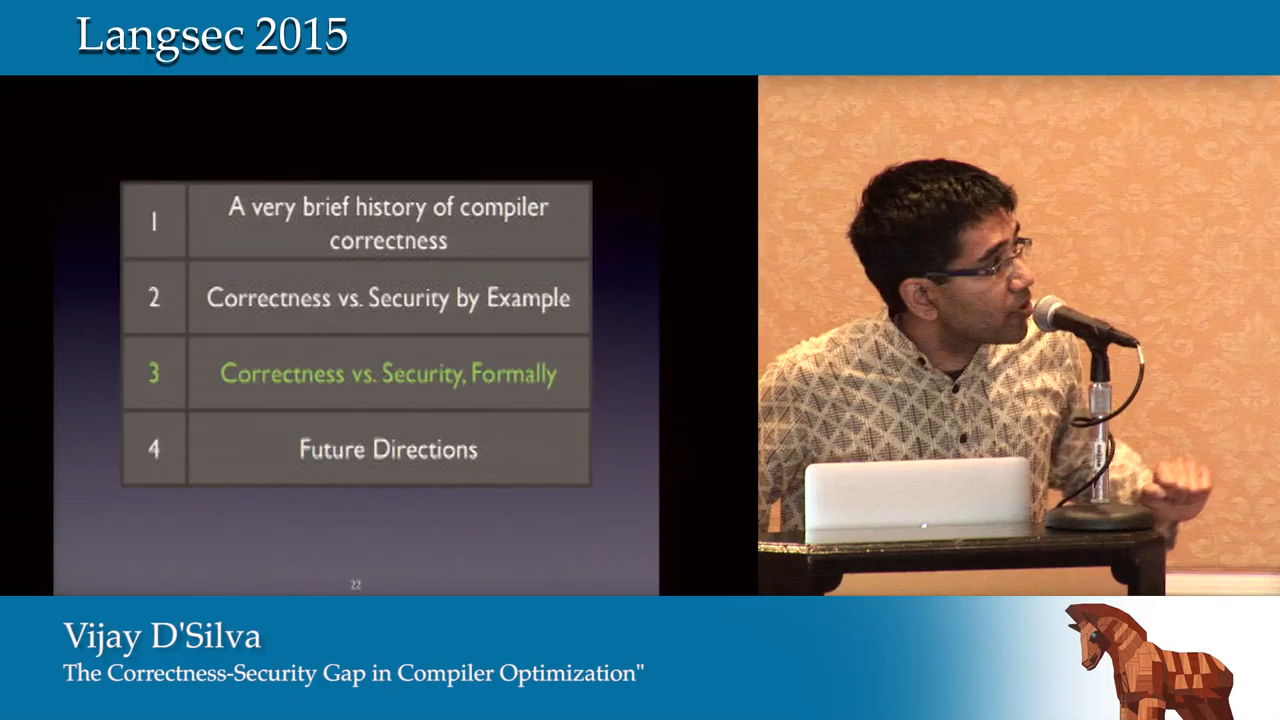 Langsec 2015
1
A very brief history of compiler
correctness
2
Correctness vs. Security by Example
3
Correctness vs. Security, Formally
4
Future Directions
22
Vijay D'Silva
The Correctness-Security Gap in Compiler Optimization"